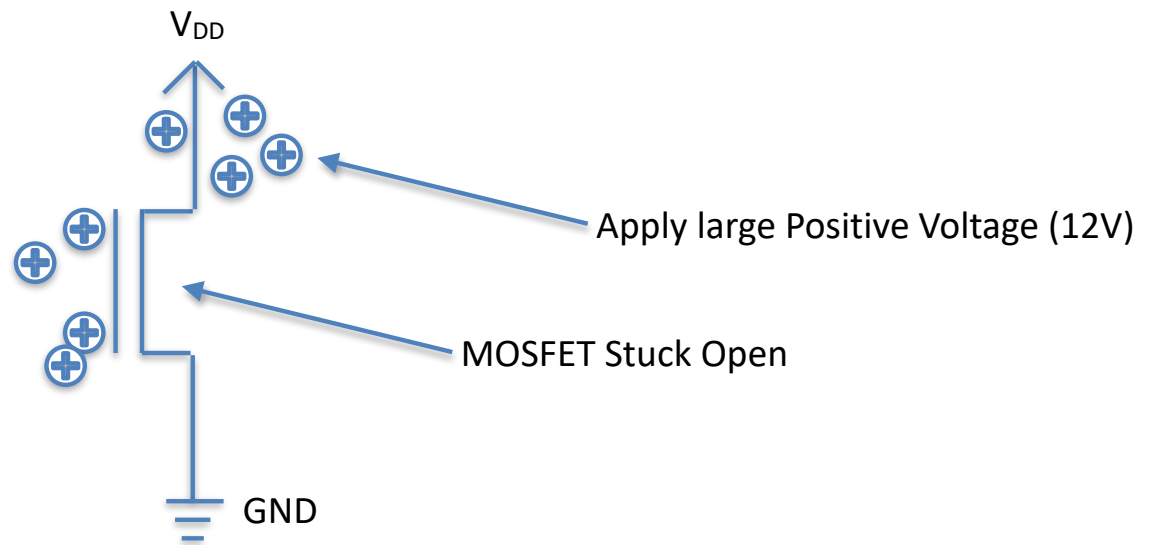 VDD
Apply large Positive Voltage (12V)
MOSFET Stuck Open
GND